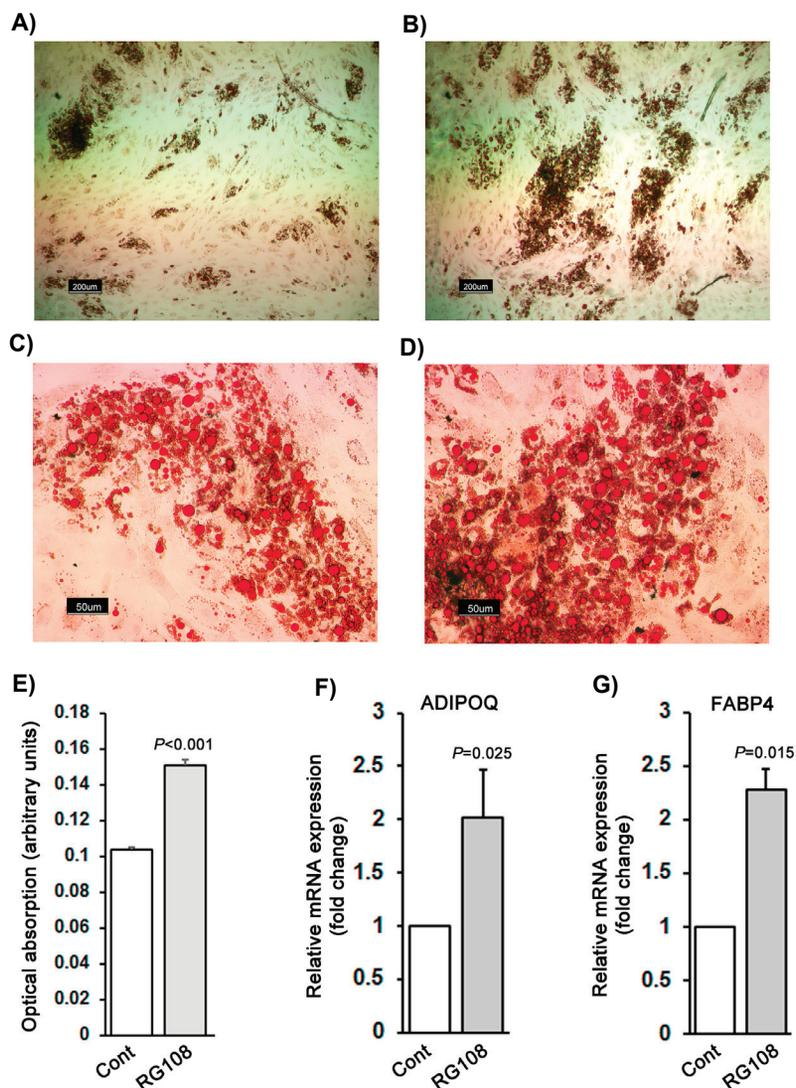 A)
B)
200um
200um
C)
D)
50um
50um
E)
Optical absorption (arbitrary units)
0.18
0.16
0.14
0.12
0.1
0.08
0.06
0.04
0.02
0
P<0.001
Cont
RG108
F)
ADIPOQ
Relative mRNA expression
(fold change)
3
2.5
2
1.5
1
0.5
0
P=0.025
Cont
RG108
G)
FABP4
Relative mRNA expression
(fold change)
3
2.5
2
1.5
1
0.5
0
P=0.015
Cont
RG108